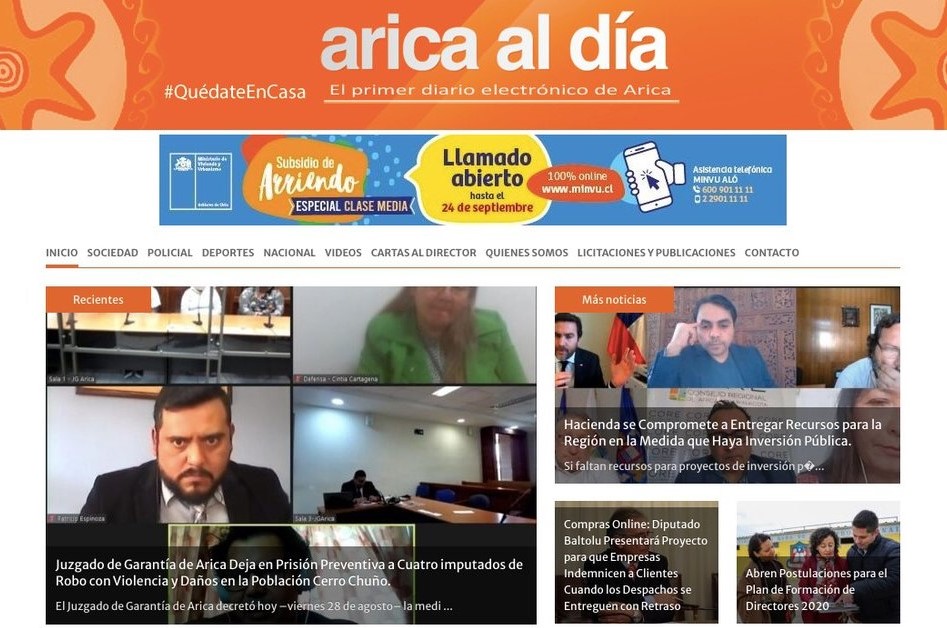 arica al día
#QuédateEnCasa
El primer diario electrónico de Arica
Ministerio de
Vivienda y
Urbanismo
Gobierno de Chile
Subsidio de
Arriendo
ESPECIAL CLASE MEDIA
Llamado
abierto
hasta el
24 de septiembre
100% online
www.minvu.cl
Asistencia telefónica
MINVU ALÓ
600 901 11 11
2 2901 11 11
INICIO SOCIEDAD POLICIAL DEPORTES NACIONAL VIDEOS CARTAS AL DIRECTOR QUIENES SOMOS LICITACIONES Y PUBLICACIONES CONTACTO
Recientes
Sala 1 - JG Arica
Defensa - Cintia Cartagena
Patricio Espinoza
Sala 3-JGArica
Juzgado de Garantía de Arica Deja en Prisión Preventiva a Cuatro imputados de
Robo con Violencia y Daños en la Población Cerro Chuño.
El Juzgado de Garantía de Arica decretó hoy –viernes 28 de agosto– la medi ...
Más noticias
CONSEJO REGIONAL
CORE
Hacienda se Compromete a Entregar Recursos para la
Región en la Medida que Haya Inversión Pública.
Si faltan recursos para proyectos de inversión p�...
Compras Online: Diputado
Baltolu Presentará Proyecto
para que Empresas
Indemnicen a Clientes
Cuando los Despachos se
Entreguen con Retraso
Abren Postulaciones para el
Plan de Formación de
Directores 2020